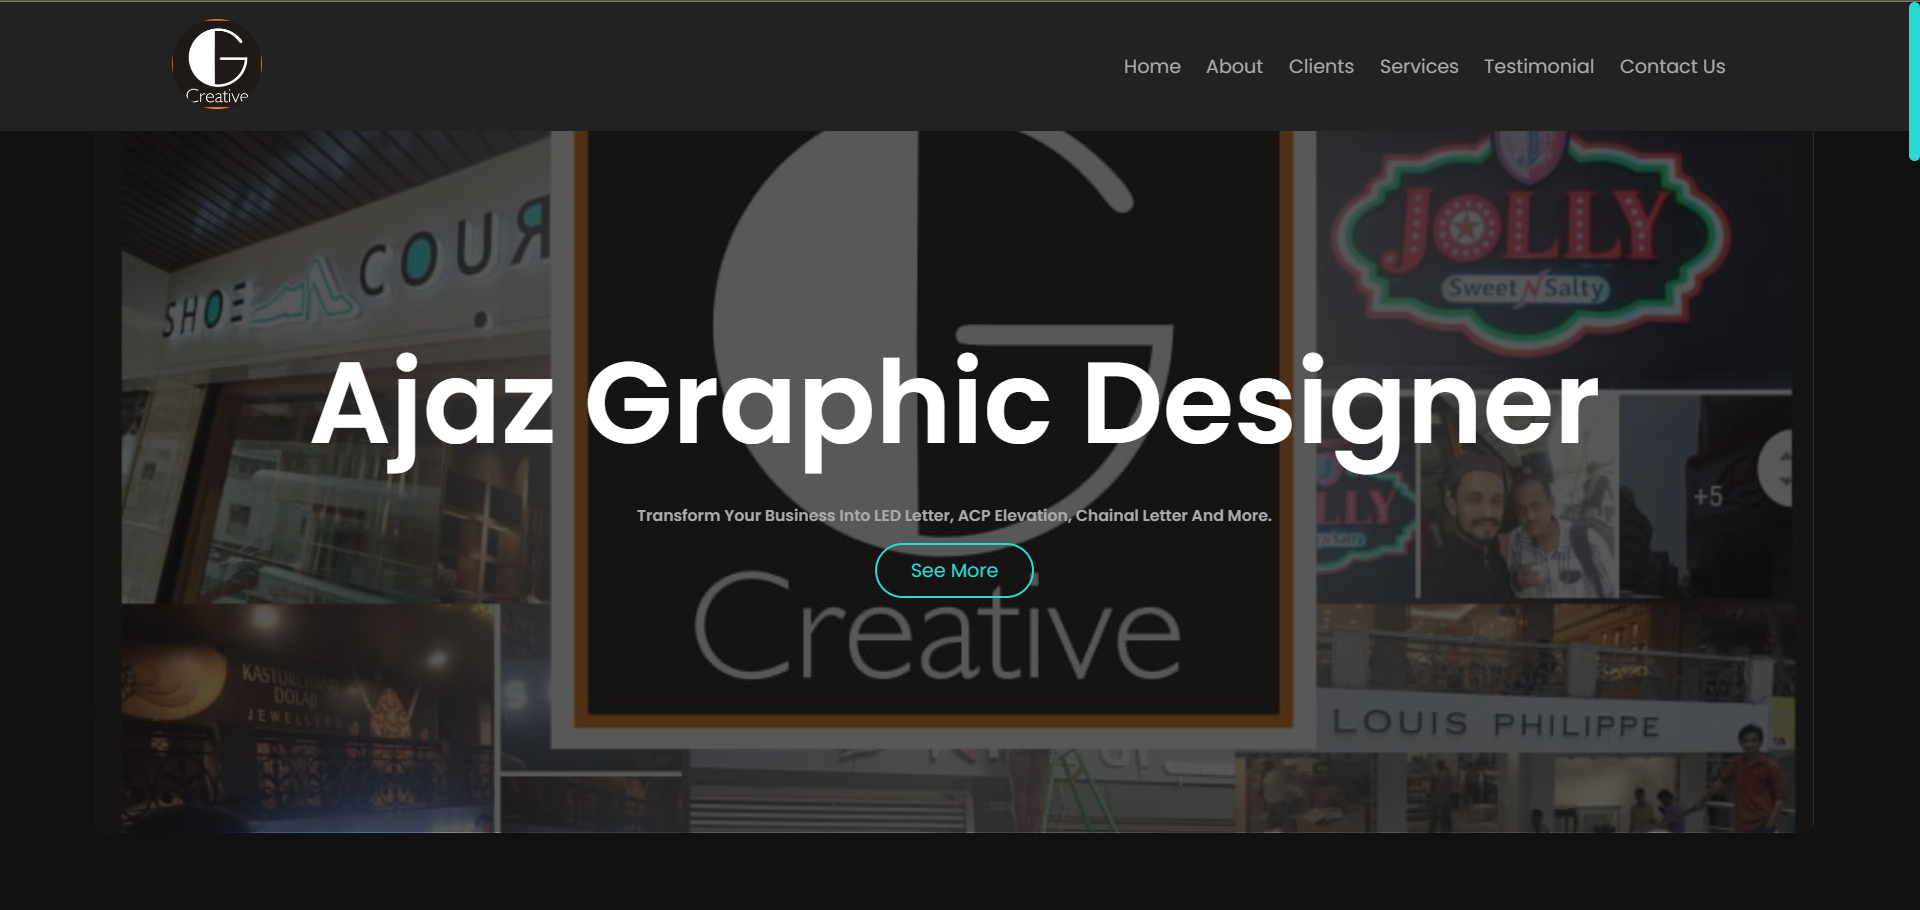 Creative
Home About Clients Services Testimonial Contact Us
SHOE COUR
JOLLY
Sweet N Salty
Ajaz Graphic Designer
+5
Transform Your Business Into LED Letter, ACP Elevation, Chainal Letter And More.
See More
Creative
KASTURCHAND
DOLAJI
JEWELLERS
LOUIS PHILIPPE